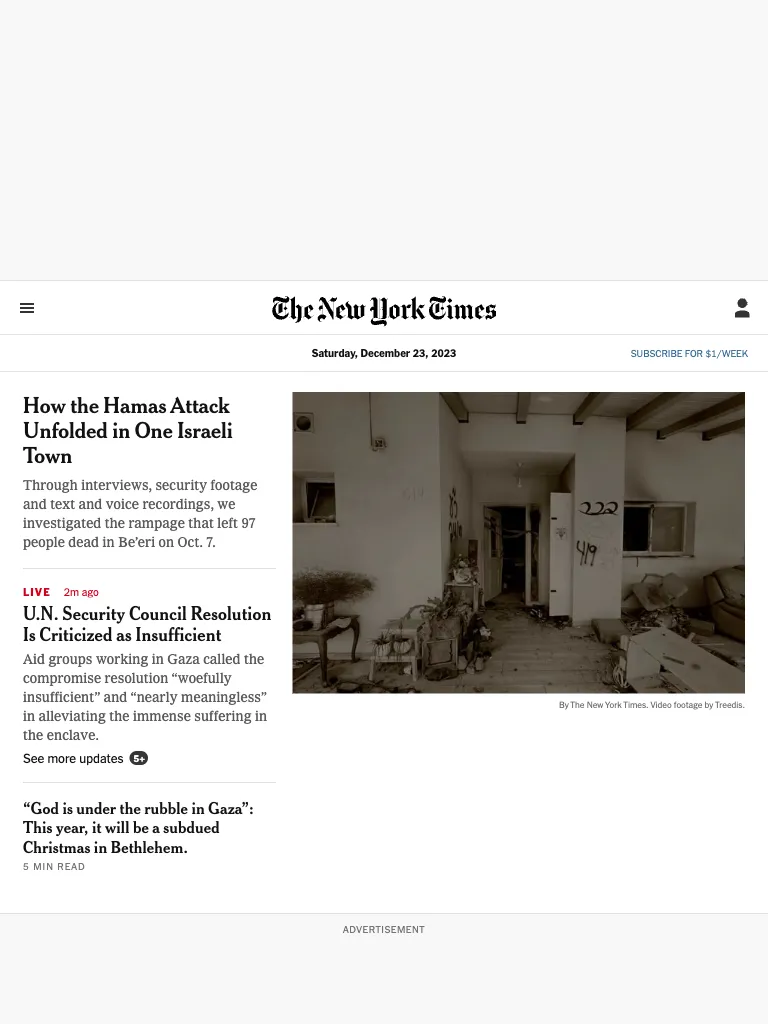 The New York Times
Saturday, December 23, 2023
SUBSCRIBE FOR $1/WEEK
How the Hamas Attack
Unfolded in One Israeli
Town
Through interviews, security footage
and text and voice recordings, we
investigated the rampage that left 97
people dead in Be’eri on Oct. 7.
LIVE 2m ago
U.N. Security Council Resolution
Is Criticized as Insufficient
Aid groups working in Gaza called the
compromise resolution “woefully
insufficient” and “nearly meaningless”
in alleviating the immense suffering in
the enclave.
See more updates 5+
“God is under the rubble in Gaza”:
This year, it will be a subdued
Christmas in Bethlehem.
5 MIN READ
222
4/9
By The New York Times. Video footage by Treedis.
ADVERTISEMENT